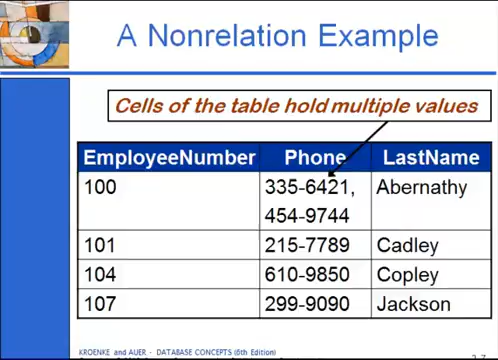 A Nonrelation Example
Cells of the table hold multiple values
EmployeeNumber Phone LastName
100 335-6421, Abernathy
454-9744
101 215-7789 Cadley
104 610-9850 Copley
107 299-9090 Jackson
KROENKE and AUER - DATABASE CONCEPTS (6th Edition)